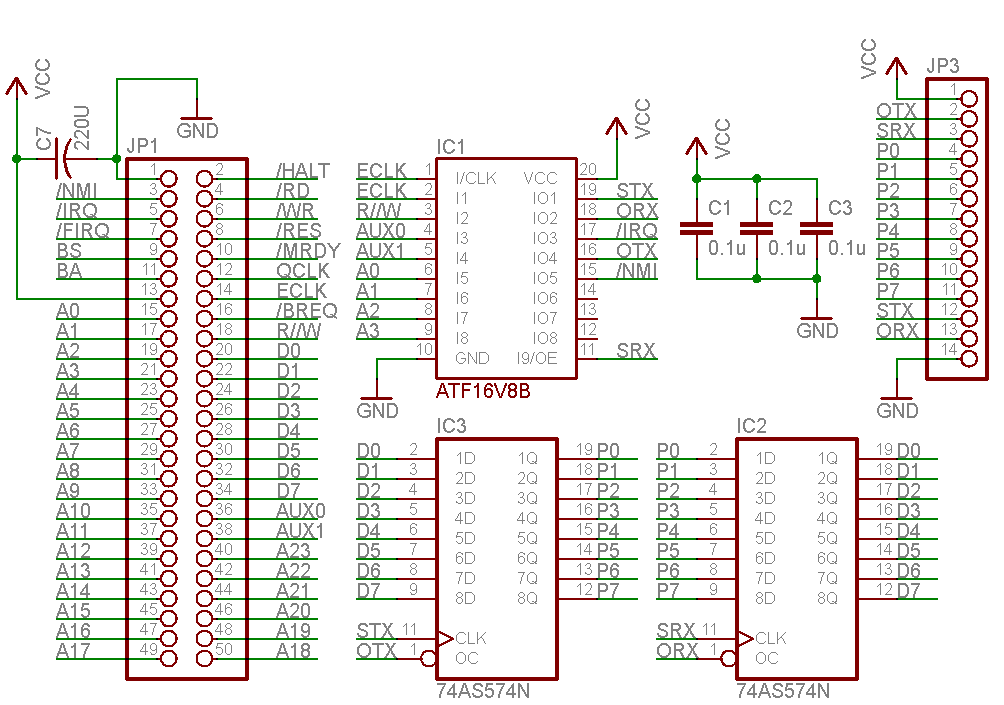 VCC
C7
220U
GND
JP1
1 2 /HALT
/NMI 3 4 /RD
/IRQ 5 6 /WR
/FIRQ 7 8 /RES
BS 9 10 /MRDY
BA 11 12 QCLK
13 14 ECLK
A0 15 16 /BREQ
A1 17 18 R//W
A2 19 20 D0
A3 21 22 D1
A4 23 24 D2
A5 25 26 D3
A6 27 28 D4
A7 29 30 D5
A8 31 32 D6
A9 33 34 D7
A10 35 36 AUX0
A11 37 38 AUX1
A12 39 40 A23
A13 41 42 A22
A14 43 44 A21
A15 45 46 A20
A16 47 48 A19
A17 49 50 A18
IC1
VCC
ECLK 1 I/CLK VCC 20
ECLK 2 I1 IO1 19 STX
R//W 3 I2 IO2 18 ORX
AUX0 4 I3 IO3 17 /IRQ
AUX1 5 I4 IO4 16 OTX
A0 6 I5 IO5 15 /NMI
A1 7 I6 IO6 14
A2 8 I7 IO7 13
A3 9 I8 IO8 12
10 GND I9/OE 11 SRX
GND
ATF16V8B
VCC
C1 C2 C3
0.1u 0.1u 0.1u
GND
VCC
JP3
1
OTX 2
SRX 3
P0 4
P1 5
P2 6
P3 7
P4 8
P5 9
P6 10
P7 11
STX 12
ORX 13
14
GND
IC3
D0 2 1D 1Q 19 P0
D1 3 2D 2Q 18 P1
D2 4 3D 3Q 17 P2
D3 5 4D 4Q 16 P3
D4 6 5D 5Q 15 P4
D5 7 6D 6Q 14 P5
D6 8 7D 7Q 13 P6
D7 9 8D 8Q 12 P7
STX 11 CLK
OTX 1 OC
74AS574N
IC2
P0 2 1D 1Q 19 D0
P1 3 2D 2Q 18 D1
P2 4 3D 3Q 17 D2
P3 5 4D 4Q 16 D3
P4 6 5D 5Q 15 D4
P5 7 6D 6Q 14 D5
P6 8 7D 7Q 13 D6
P7 9 8D 8Q 12 D7
SRX 11 CLK
ORX 1 OC
74AS574N